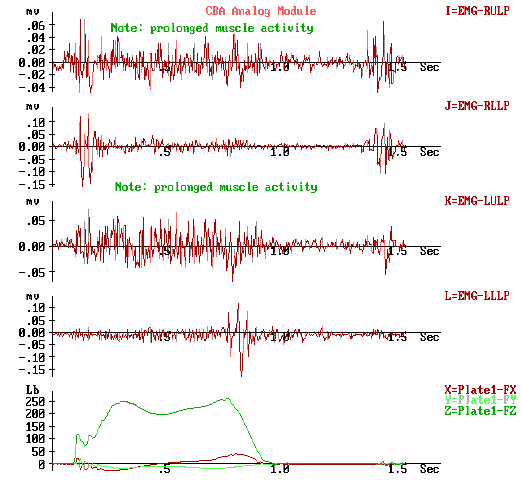 CBA Analog Module
mv
I=EMG-RULP
Note: prolonged muscle activity
.06
.04
.02
0.00
-.02
-.04
.5
1.0
1.5 Sec
mv
J=EMG-RLLP
.10
.05
0.00
-.05
-.10
-.15
.5
1.0
1.5 Sec
Note: prolonged muscle activity
mv
K=EMG-LULP
.05
0.00
-.05
.5
1.0
1.5 Sec
mv
L=EMG-LLLP
.10
.05
0.00
-.05
-.10
-.15
.5
1.0
1.5 Sec
Lb
X=Plate1-FX
Y=Plate1-FY
Z=Plate1-FZ
250
200
150
100
50
0
.5
1.0
1.5 Sec